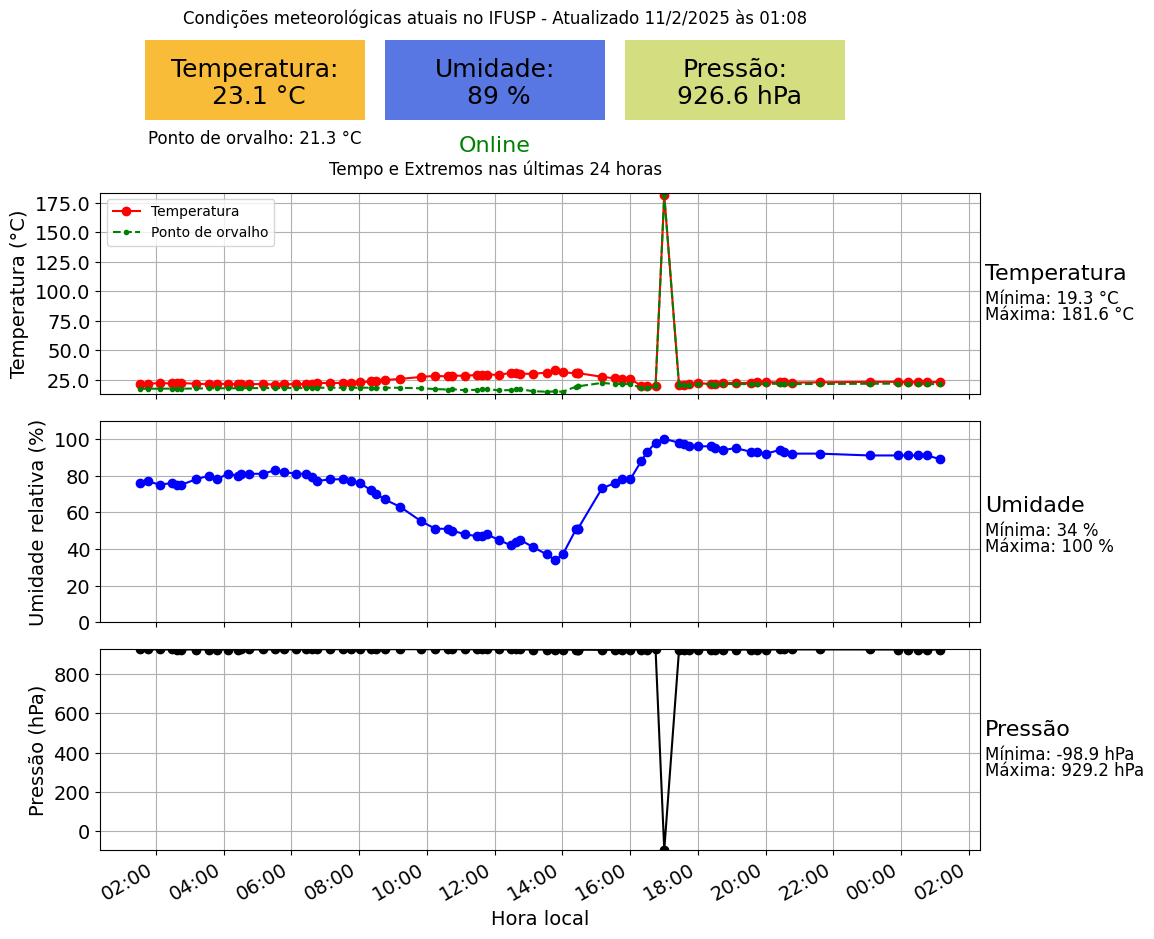 Condições meteorológicas atuais no IFUSP - Atualizado 11/2/2025 às 01:08
Temperatura:
23.1 °C
Umidade:
89 %
Pressão:
926.6 hPa
Ponto de orvalho: 21.3 °C
Online
Tempo e Extremos nas últimas 24 horas
Temperatura (°C)
175.0
150.0
125.0
100.0
75.0
50.0
25.0
Temperatura
Ponto de orvalho
Temperatura
Mínima: 19.3 °C
Máxima: 181.6 °C
Umidade relativa (%)
100
80
60
40
20
0
Umidade
Mínima: 34 %
Máxima: 100 %
Pressão (hPa)
800
600
400
200
0
Pressão
Mínima: -98.9 hPa
Máxima: 929.2 hPa
02:00 04:00 06:00 08:00 10:00 12:00 14:00 16:00 18:00 20:00 22:00 00:00 02:00
Hora local